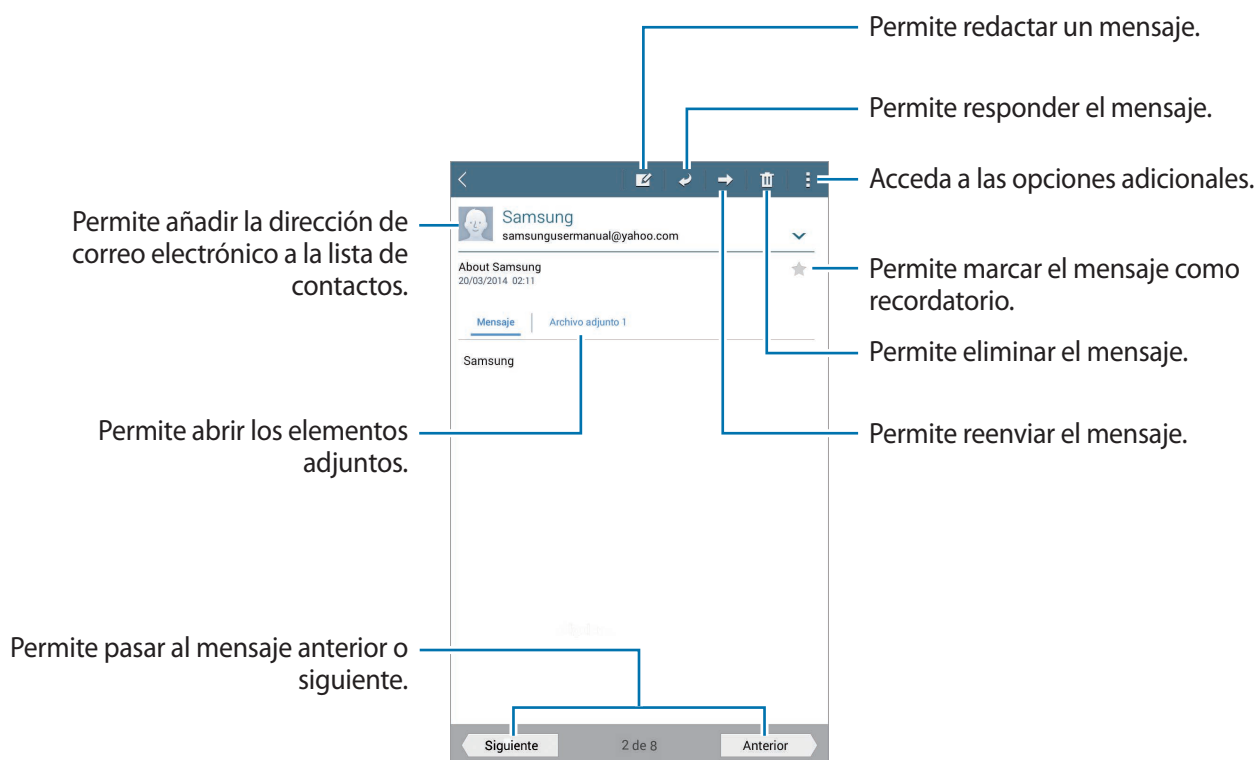 Permite redactar un mensaje.
Permite responder el mensaje.
Acceda a las opciones adicionales.
Permite añadir la dirección de
correo electrónico a la lista de
contactos.
Samsung
samsungusermanual@yahoo.com
About Samsung
20/03/2014 02:11
Permite marcar el mensaje como
recordatorio.
Mensaje
Archivo adjunto 1
Permite eliminar el mensaje.
Samsung
Permite abrir los elementos
adjuntos.
Permite reenviar el mensaje.
Permite pasar al mensaje anterior o
siguiente.
Siguiente
2 de 8
Anterior